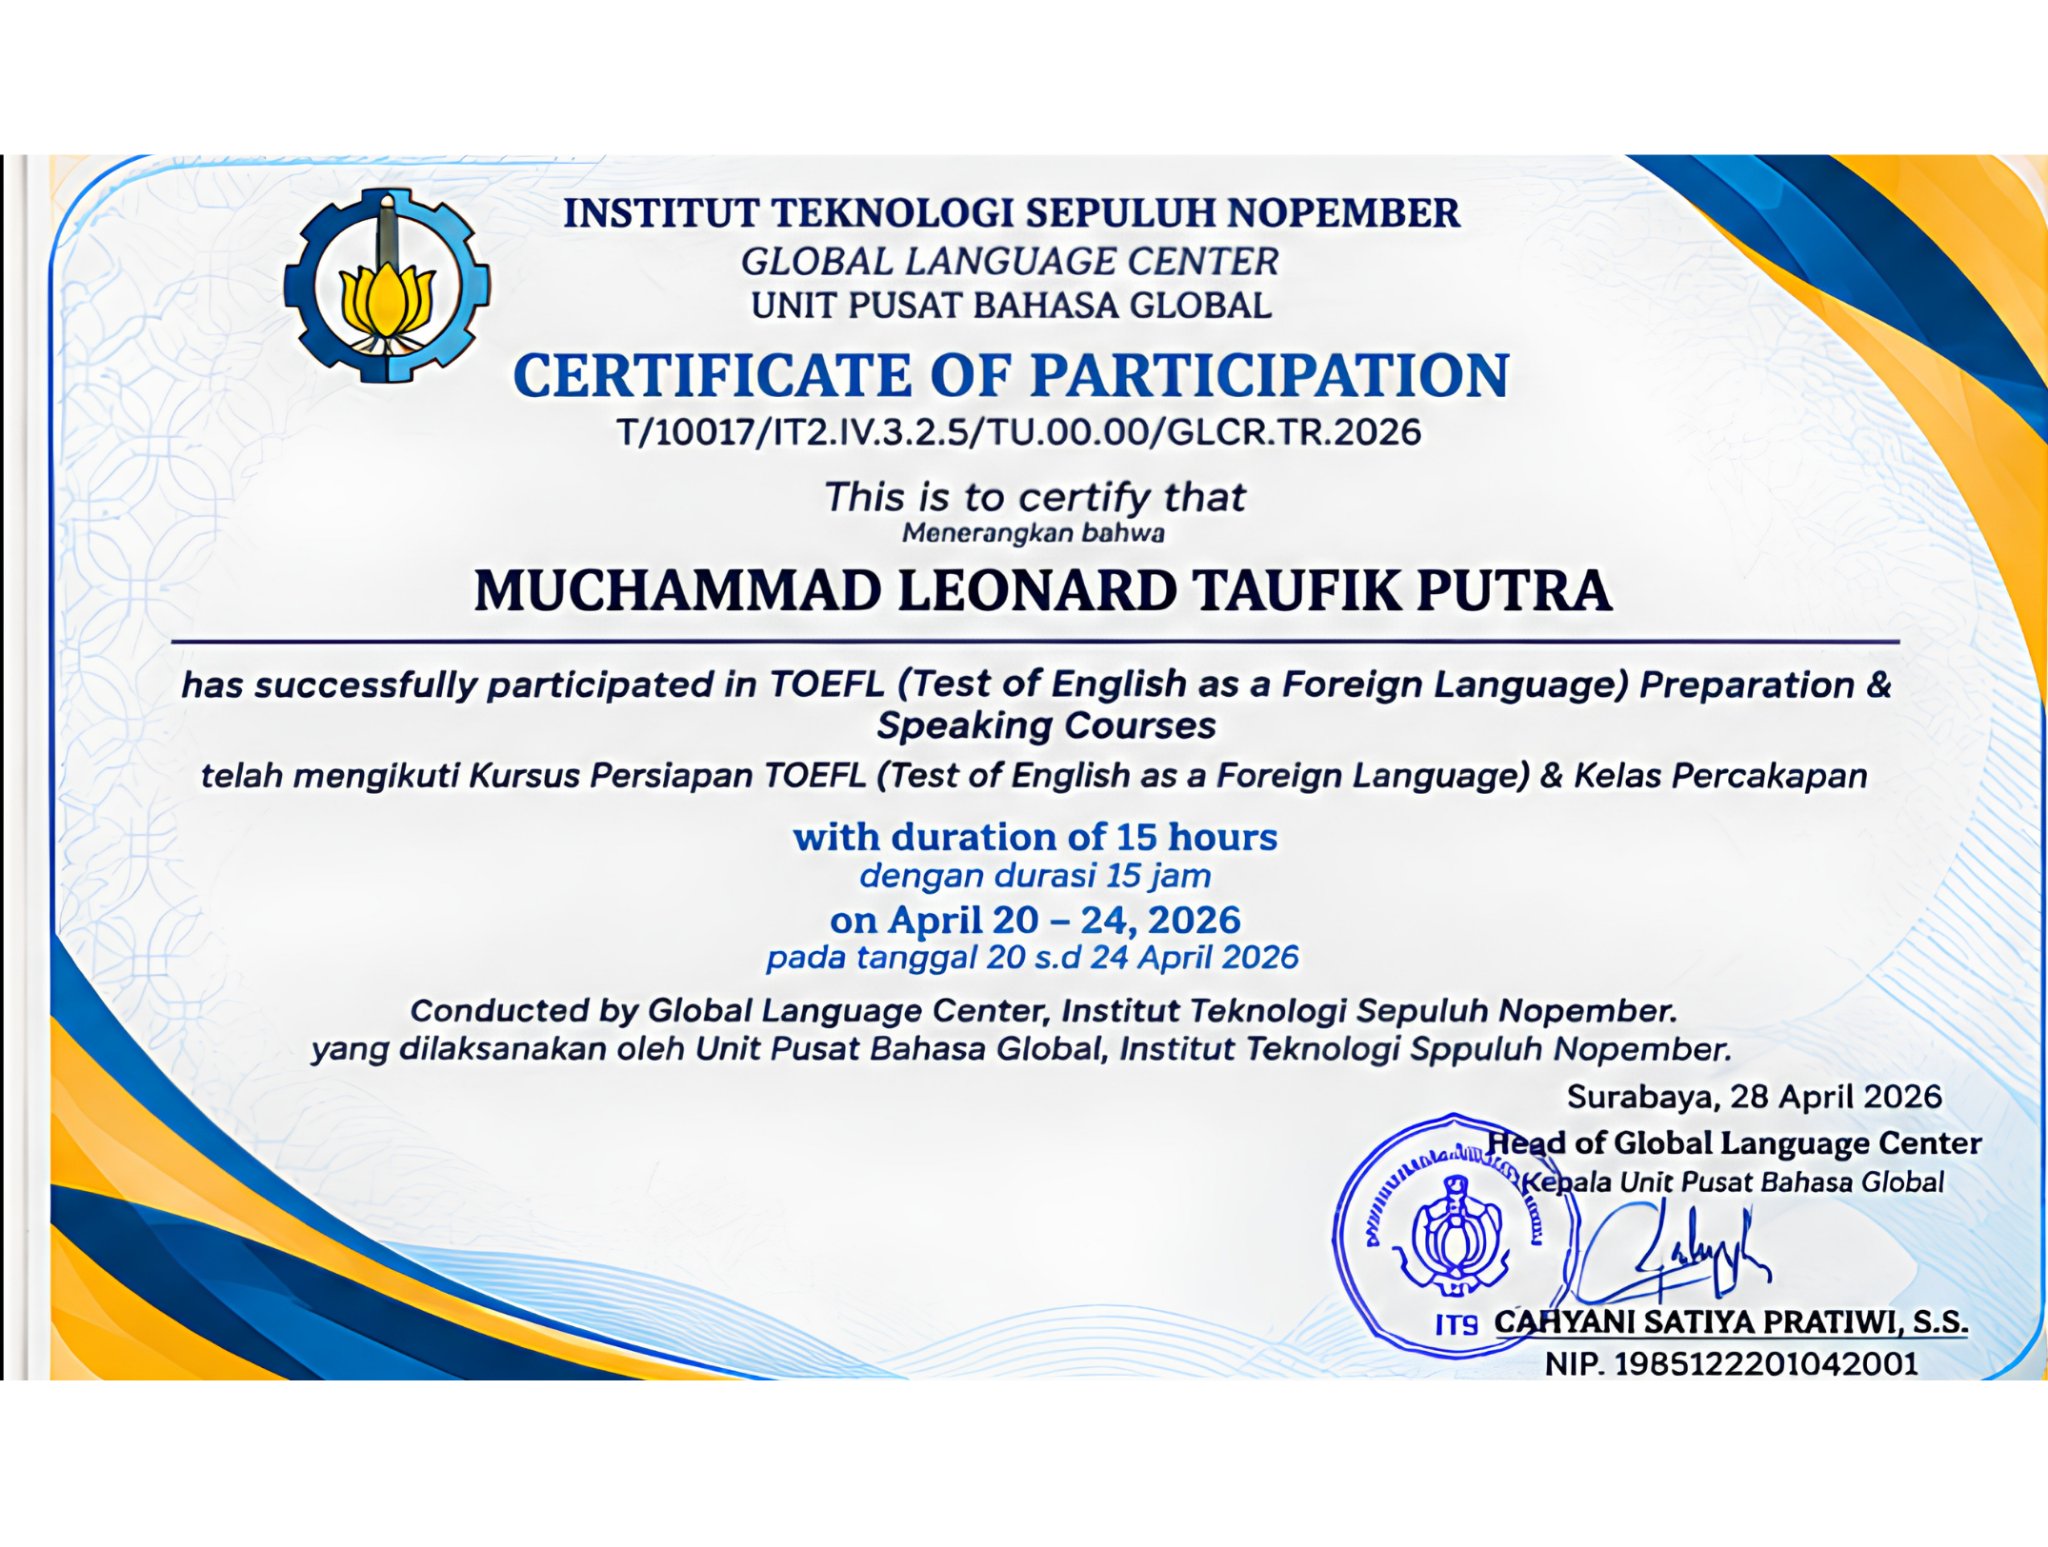 INSTITUT TEKNOLOGI SEPULUH NOPEMBER
GLOBAL LANGUAGE CENTER
UNIT PUSAT BAHASA GLOBAL
CERTIFICATE OF PARTICIPATION
T/10017/IT2.IV.3.2.5/TU.00.00/GLCR.TR.2026
This is to certify that
Menerangkan bahwa
MUCHAMMAD LEONARD TAUFIK PUTRA
has successfully participated in TOEFL (Test of English as a Foreign Language) Preparation &
Speaking Courses
telah mengikuti Kursus Persiapan TOEFL (Test of English as a Foreign Language) & Kelas Percakapan
with duration of 15 hours
dengan durasi 15 jam
on April 20 – 24, 2026
pada tanggal 20 s.d 24 April 2026
Conducted by Global Language Center, Institut Teknologi Sepuluh Nopember.
yang dilaksanakan oleh Unit Pusat Bahasa Global, Institut Teknologi Sppuluh Nopember.
Surabaya, 28 April 2026
Head of Global Language Center
Kepala Unit Pusat Bahasa Global
ITS
CAHYANI SATIYA PRATIWI, S.S.
NIP. 1985122201042001